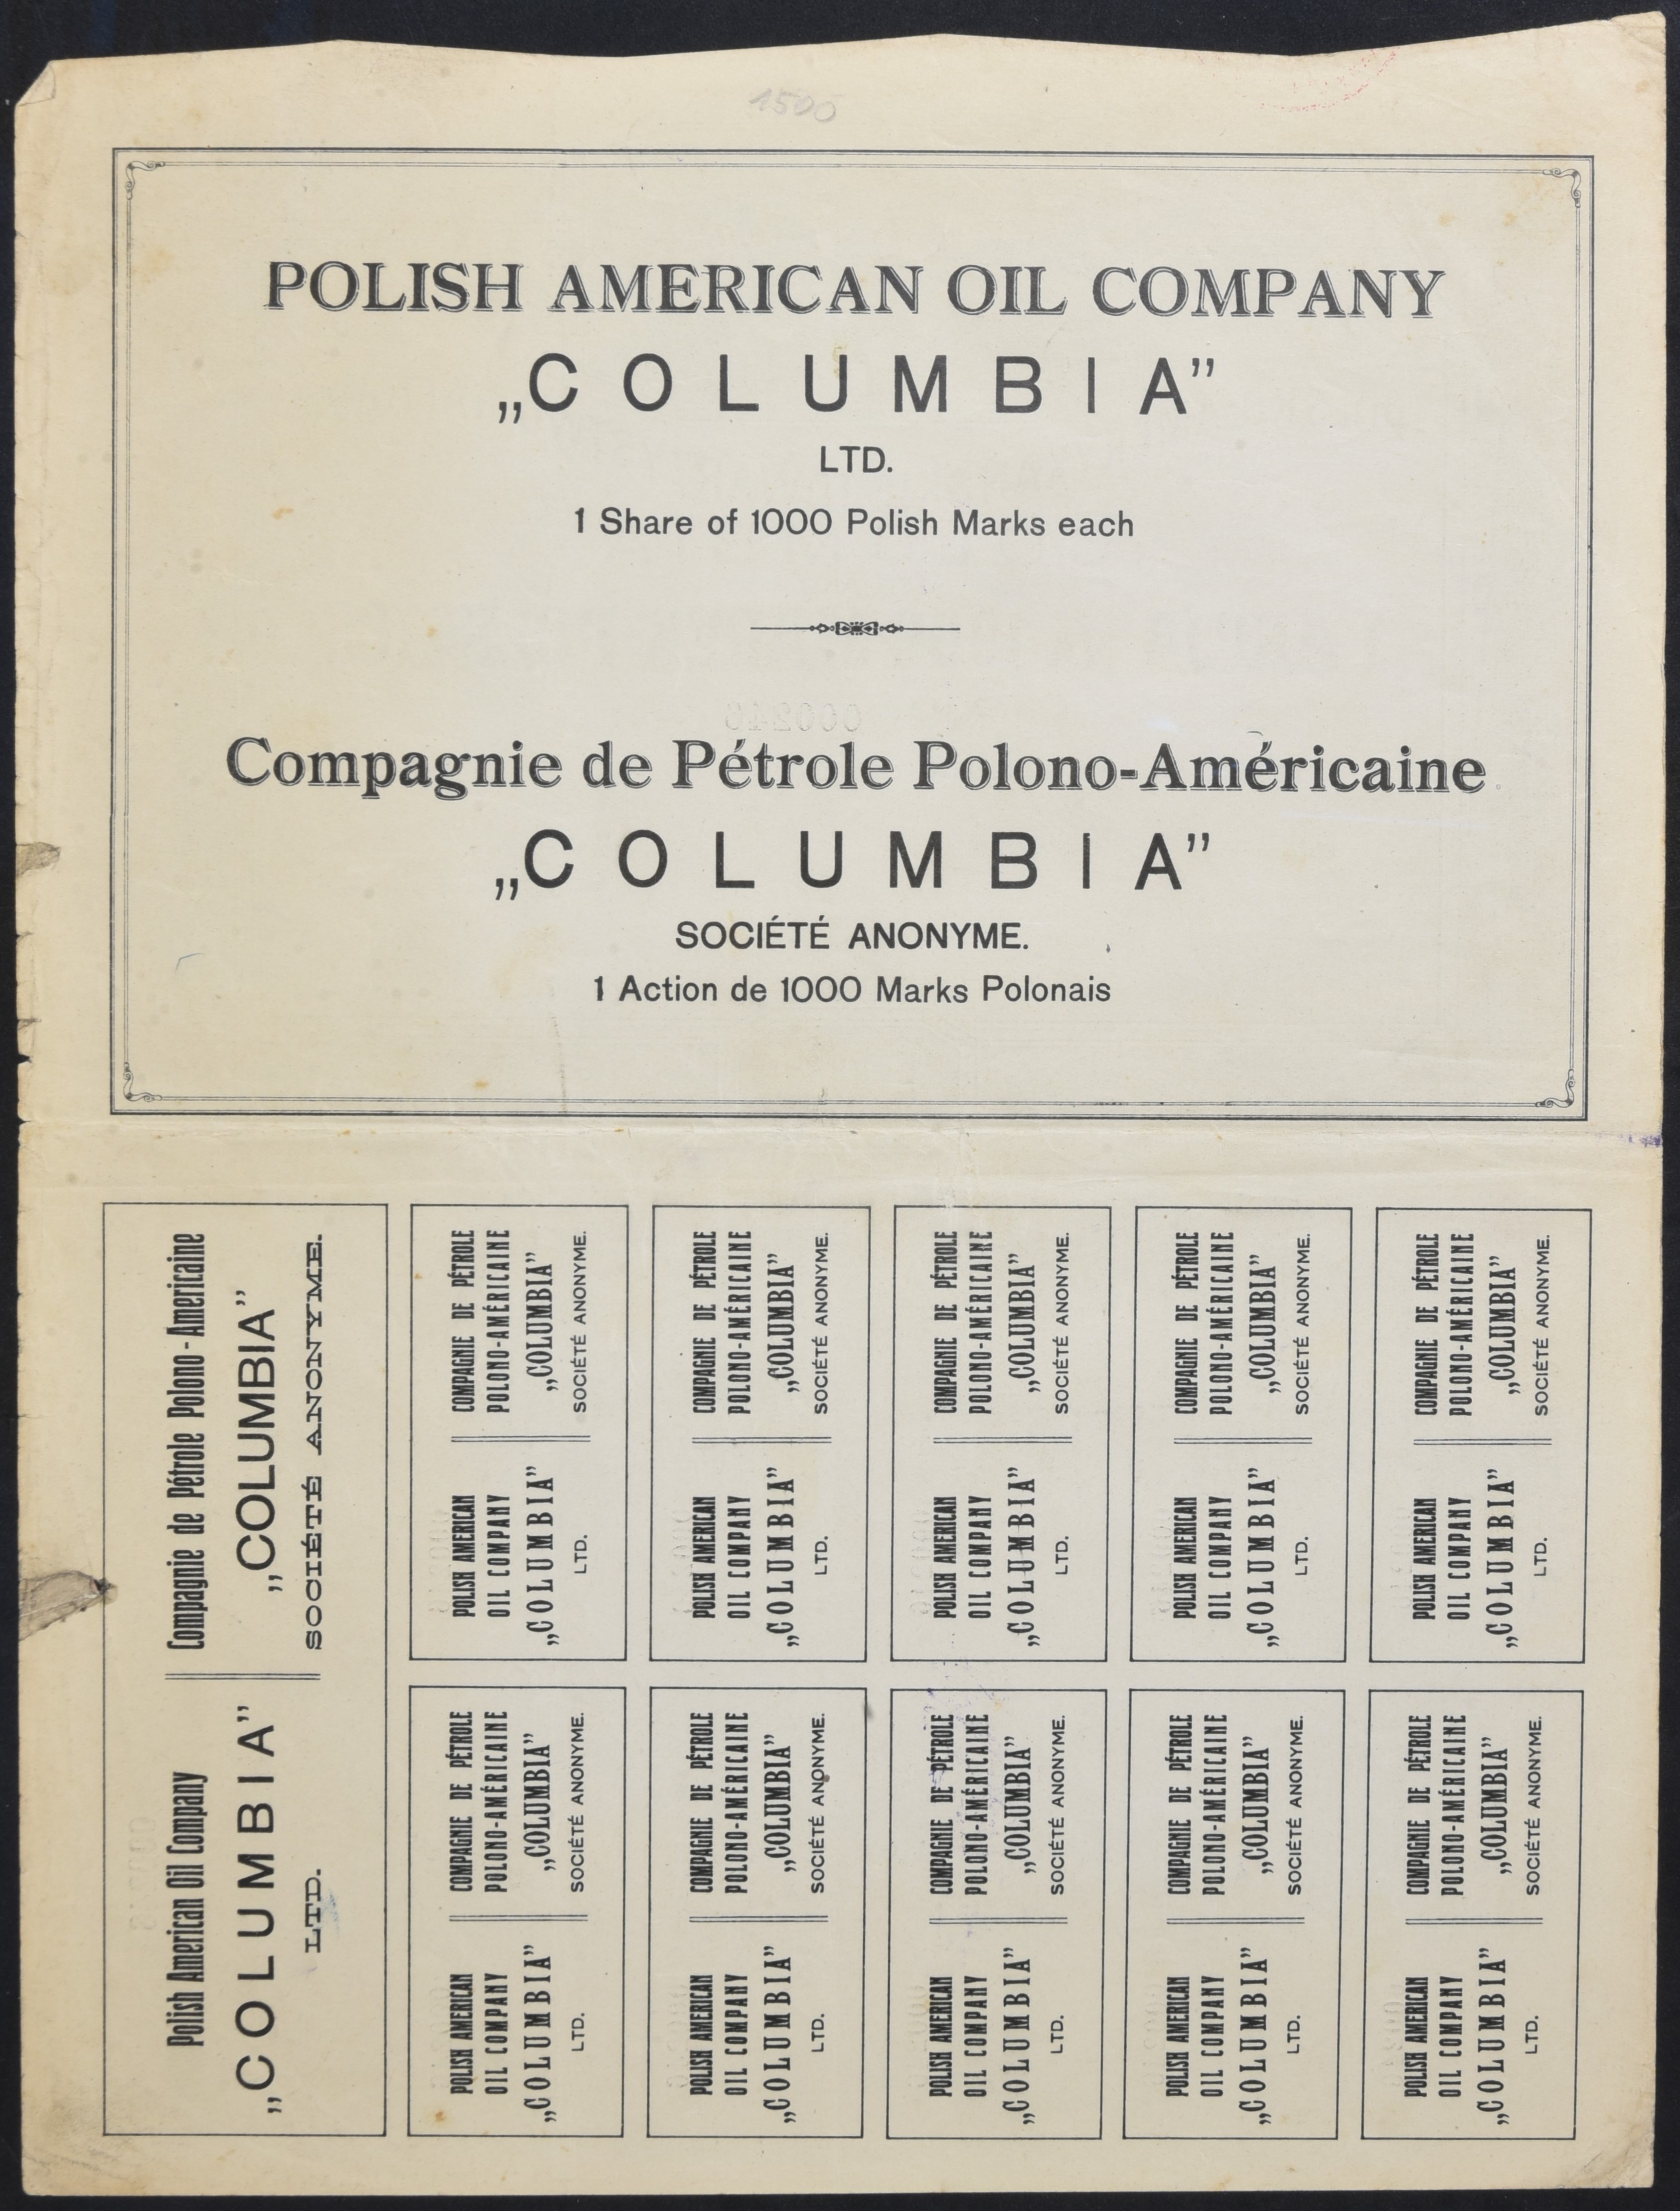 1500
POLISH AMERICAN OIL COMPANY
„COLUMBIA”
LTD.
1 Share of 1000 Polish Marks each
Compagnie de Pétrole Polono-Américaine
„COLUMBIA”
SOCIÉTÉ ANONYME.
1 Action de 1000 Marks Polonais
Polish American Oil Company
„COLUMBIA”
LTD.
Compagnie de Pétrole Polono-Americaine
„COLUMBIA”
SOCIÉTÉ ANONYME.
POLISH AMERICAN
OIL COMPANY
„COLUMBIA”
LTD.
COMPAGNIE DE PÉTROLE
POLONO-AMÉRICAINE
„COLUMBIA”
SOCIÉTÉ ANONYME.
POLISH AMERICAN
OIL COMPANY
„COLUMBIA”
LTD.
COMPAGNIE DE PÉTROLE
POLONO-AMÉRICAINE
„COLUMBIA”
SOCIÉTÉ ANONYME.
POLISH AMERICAN
OIL COMPANY
„COLUMBIA”
LTD.
COMPAGNIE DE PÉTROLE
POLONO-AMÉRICAINE
„COLUMBIA”
SOCIÉTÉ ANONYME.
POLISH AMERICAN
OIL COMPANY
„COLUMBIA”
LTD.
COMPAGNIE DE PÉTROLE
POLONO-AMÉRICAINE
„COLUMBIA”
SOCIÉTÉ ANONYME.
POLISH AMERICAN
OIL COMPANY
„COLUMBIA”
LTD.
COMPAGNIE DE PÉTROLE
POLONO-AMÉRICAINE
„COLUMBIA”
SOCIÉTÉ ANONYME.
POLISH AMERICAN
OIL COMPANY
„COLUMBIA”
LTD.
COMPAGNIE DE PÉTROLE
POLONO-AMÉRICAINE
„COLUMBIA”
SOCIÉTÉ ANONYME.
POLISH AMERICAN
OIL COMPANY
„COLUMBIA”
LTD.
COMPAGNIE DE PÉTROLE
POLONO-AMÉRICAINE
„COLUMBIA”
SOCIÉTÉ ANONYME.
POLISH AMERICAN
OIL COMPANY
„COLUMBIA”
LTD.
COMPAGNIE DE PÉTROLE
POLONO-AMÉRICAINE
„COLUMBIA”
SOCIÉTÉ ANONYME.
POLISH AMERICAN
OIL COMPANY
„COLUMBIA”
LTD.
COMPAGNIE DE PÉTROLE
POLONO-AMÉRICAINE
„COLUMBIA”
SOCIÉTÉ ANONYME.
POLISH AMERICAN
OIL COMPANY
„COLUMBIA”
LTD.
COMPAGNIE DE PÉTROLE
POLONO-AMÉRICAINE
„COLUMBIA”
SOCIÉTÉ ANONYME.